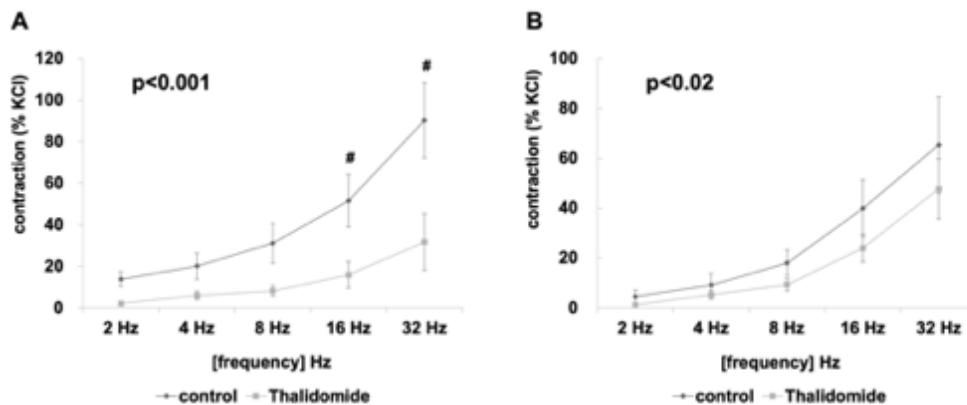 A
contraction (% KCl)
120
100
80
60
40
20
0
p<0.001
#
#
2 Hz 4 Hz 8 Hz 16 Hz 32 Hz
[frequency] Hz
control Thalidomide
B
contraction (% KCl)
100
80
60
40
20
0
p<0.02
2 Hz 4 Hz 8 Hz 16 Hz 32 Hz
[frequency] Hz
control Thalidomide